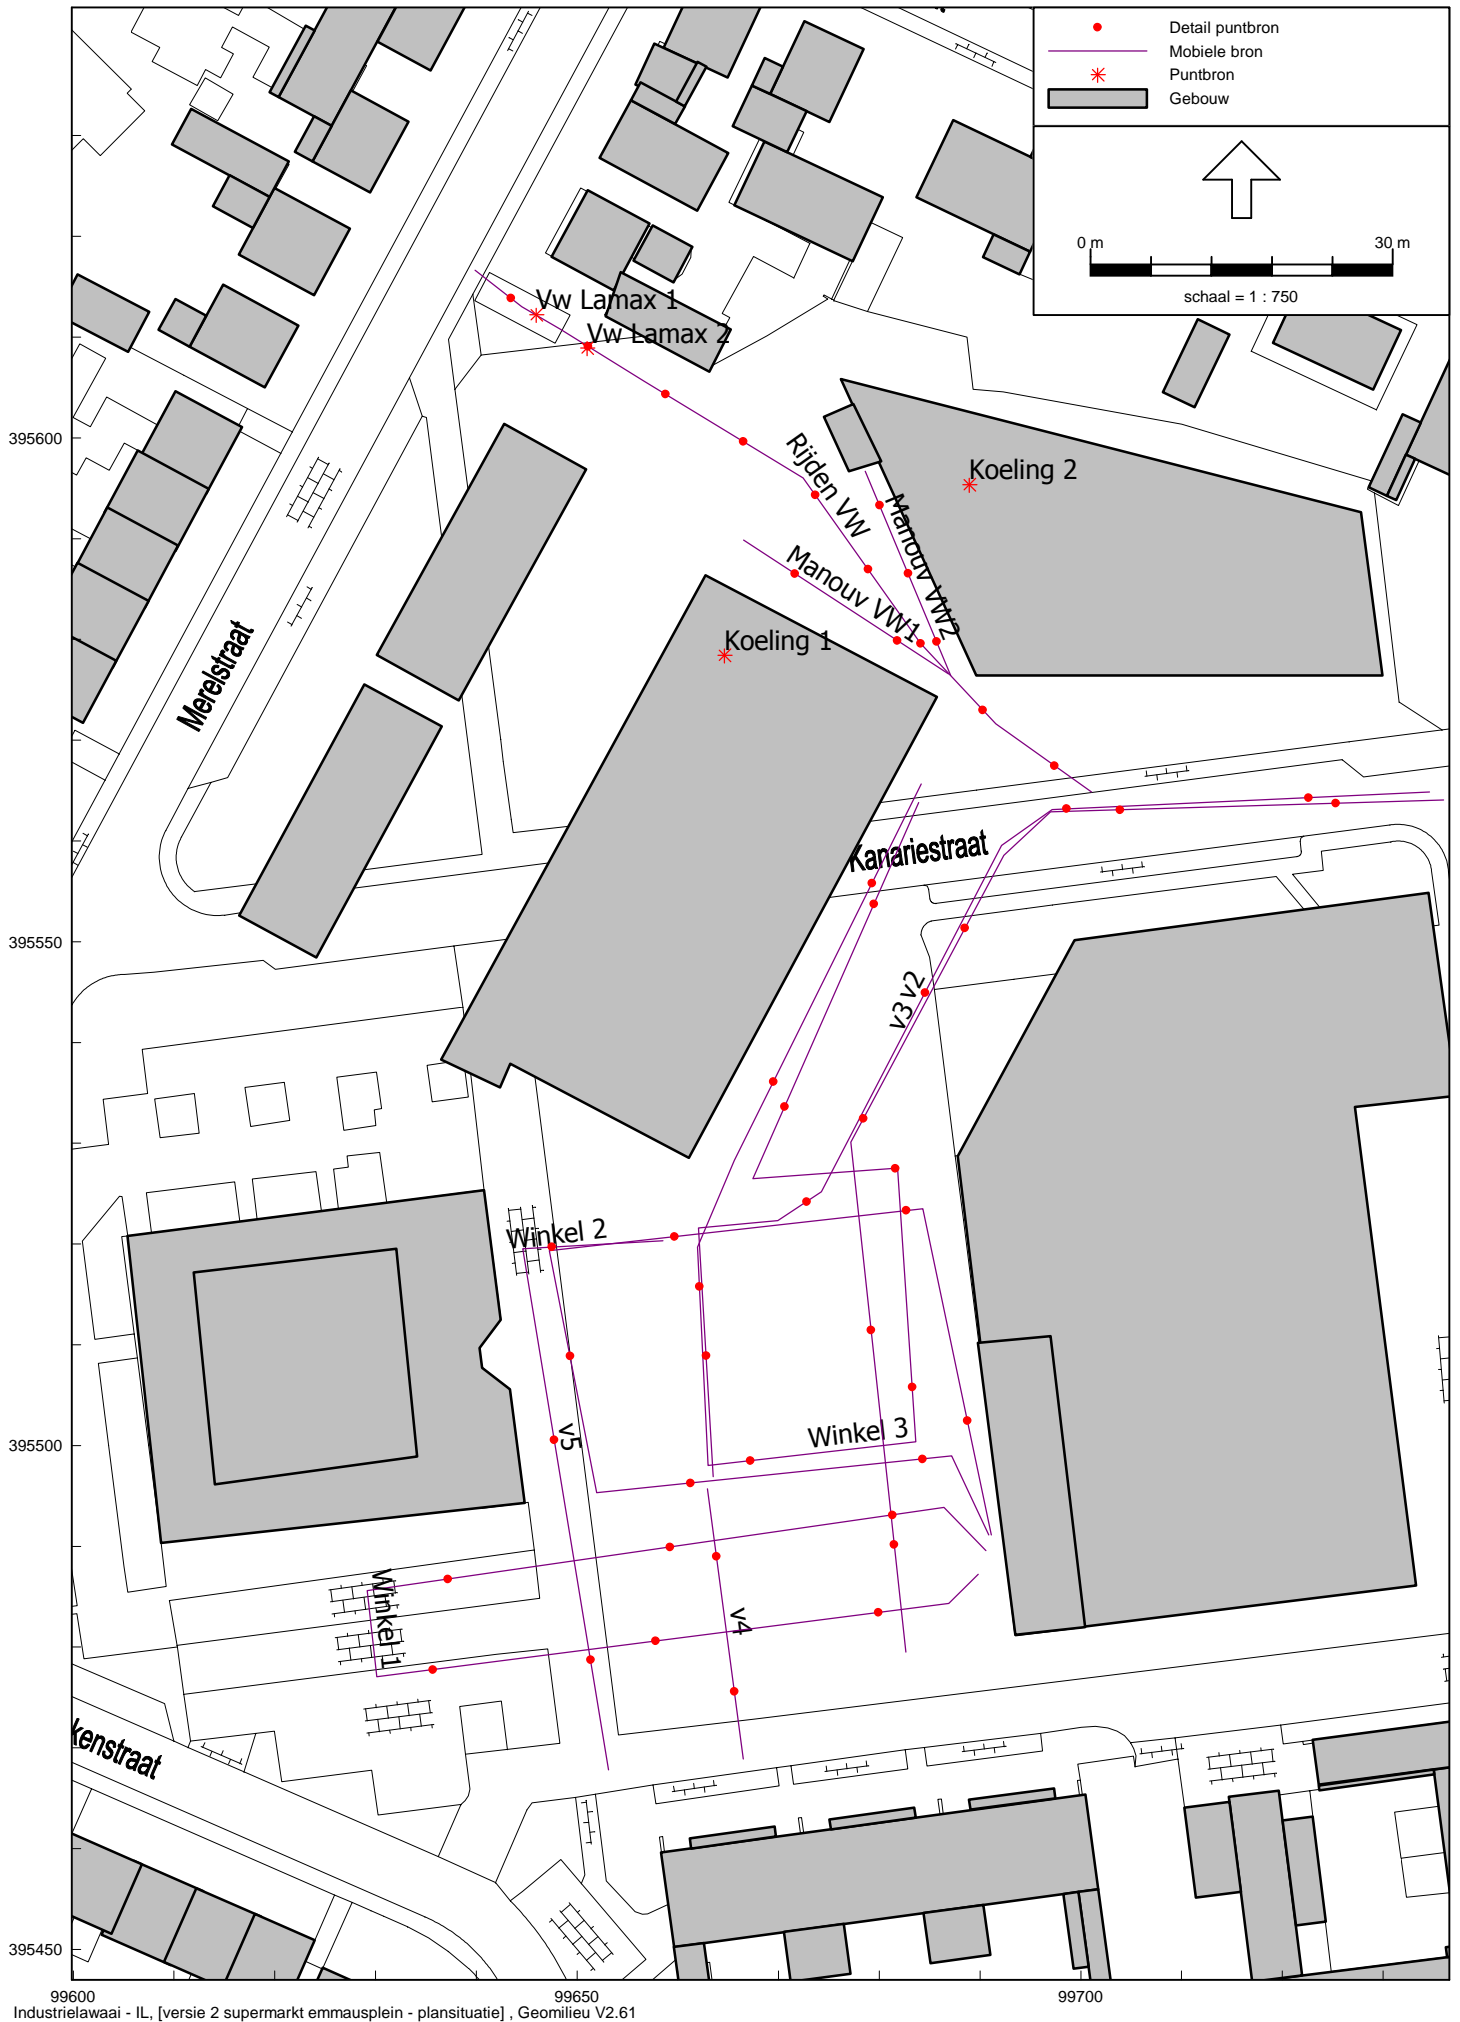 Detail puntbron
Mobiele bron
Puntbron
Gebouw
0 m
30 m
schaal = 1 : 750
Vw Lamax 1
Vw Lamax 2
395600
Rijden VW
Koeling 2
Manouv VW2
Manouv VW1
Koeling 1
Merelstraat
Kanariestraat
395550
v3
v2
Winkel 2
v5
Winkel 3
395500
Winkel 1
v4
kenstraat
395450
99600
99650
99700
Industrielawaai - IL, [versie 2 supermarkt emmausplein - plansituatie] , Geomilieu V2.61